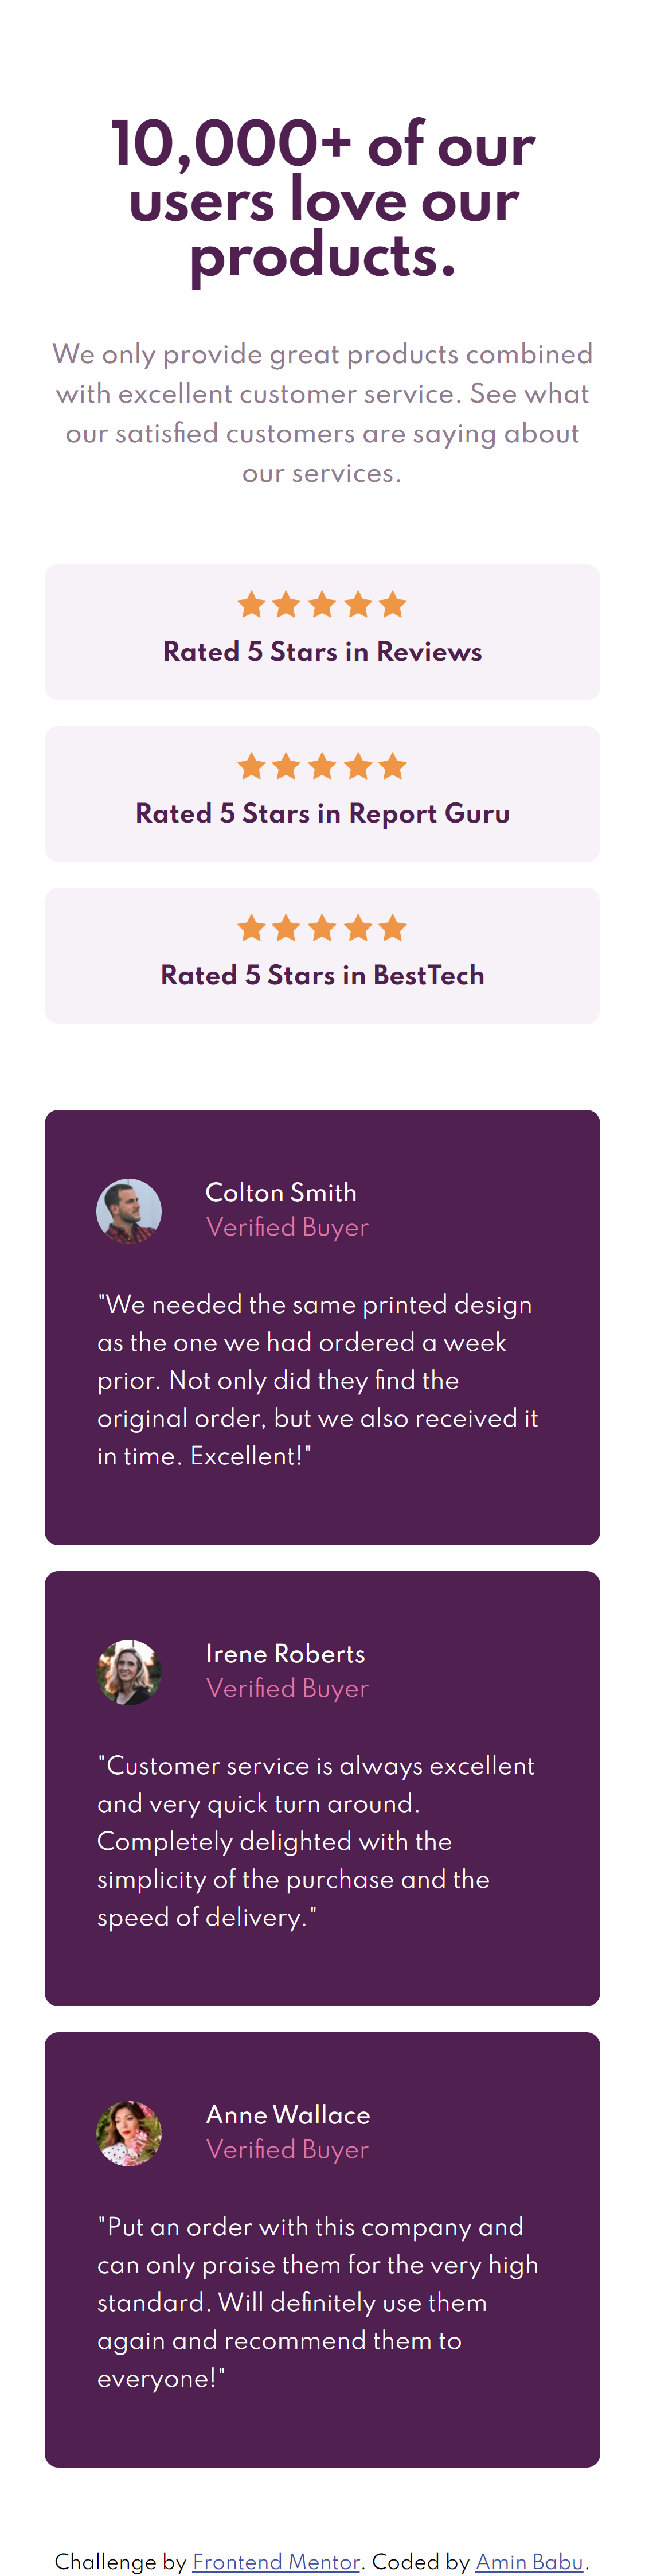 10,000+ of our
users love our
products.
We only provide great products combined
with excellent customer service. See what
our satisfied customers are saying about
our services.
Rated 5 Stars in Reviews
Rated 5 Stars in Report Guru
Rated 5 Stars in BestTech
Colton Smith
Verified Buyer
"We needed the same printed design
as the one we had ordered a week
prior. Not only did they find the
original order, but we also received it
in time. Excellent!"
Irene Roberts
Verified Buyer
"Customer service is always excellent
and very quick turn around.
Completely delighted with the
simplicity of the purchase and the
speed of delivery."
Anne Wallace
Verified Buyer
"Put an order with this company and
can only praise them for the very high
standard. Will definitely use them
again and recommend them to
everyone!"
Challenge by Frontend Mentor. Coded by Amin Babu.